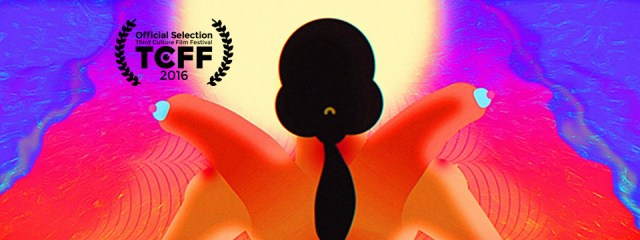 Official Selection
Third Culture Film Festival
TCFF
2016